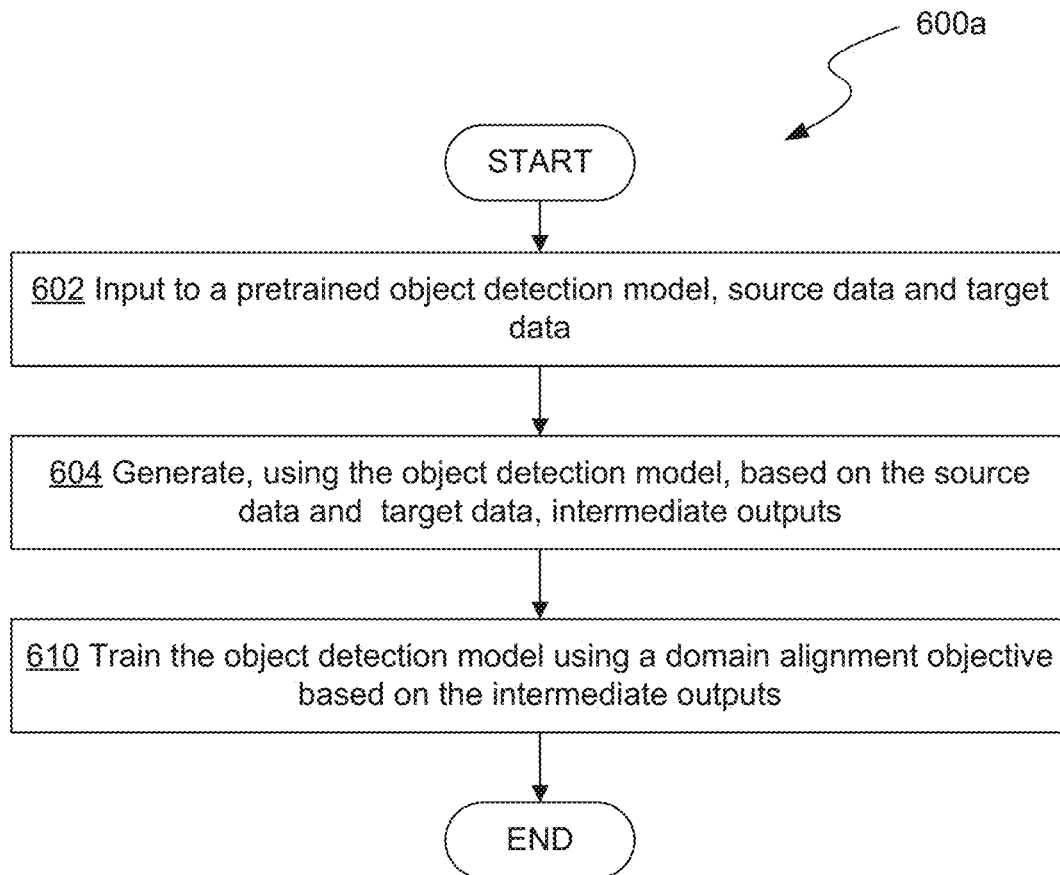 600a
START
602 Input to a pretrained object detection model, source data and target
data
604 Generate, using the object detection model, based on the source
data and target data, intermediate outputs
610 Train the object detection model using a domain alignment objective
based on the intermediate outputs
END